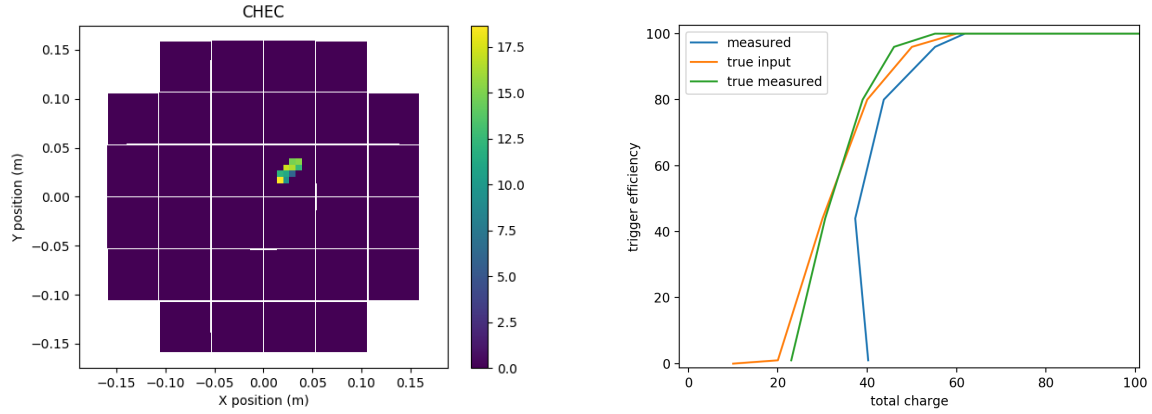 CHEC
0.15
0.10
0.05
0.00
−0.05
−0.10
−0.15
Y position (m)
−0.15 −0.10 −0.05 0.00 0.05 0.10 0.15
X position (m)
17.5
15.0
12.5
10.0
7.5
5.0
2.5
0.0
measured
true input
true measured
100
80
60
40
20
0
trigger efficiency
0 20 40 60 80 100
total charge